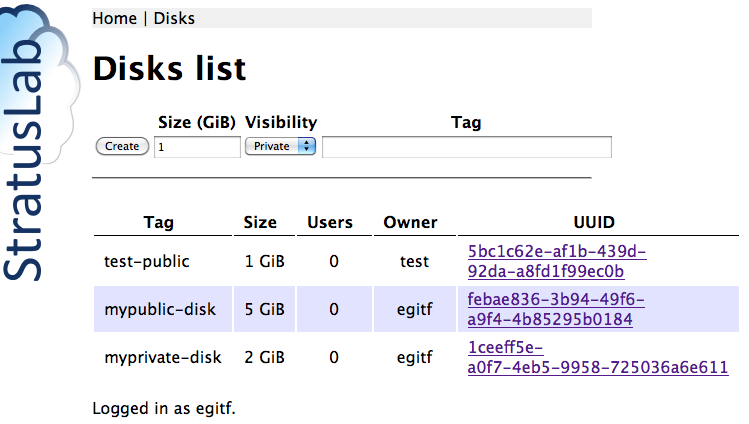 StratusLab
Home | Disks
Disks list
Size (GiB) Visibility Tag
Create 1 Private
Tag Size Users Owner UUID
test-public 1 GiB 0 test 5bc1c62e-af1b-439d-
92da-a8fd1f99ec0b
mypublic-disk 5 GiB 0 egitf febae836-3b94-49f6-
a9f4-4b85295b0184
myprivate-disk 2 GiB 0 egitf 1ceeff5e-
a0f7-4eb5-9958-725036a6e611
Logged in as egitf.